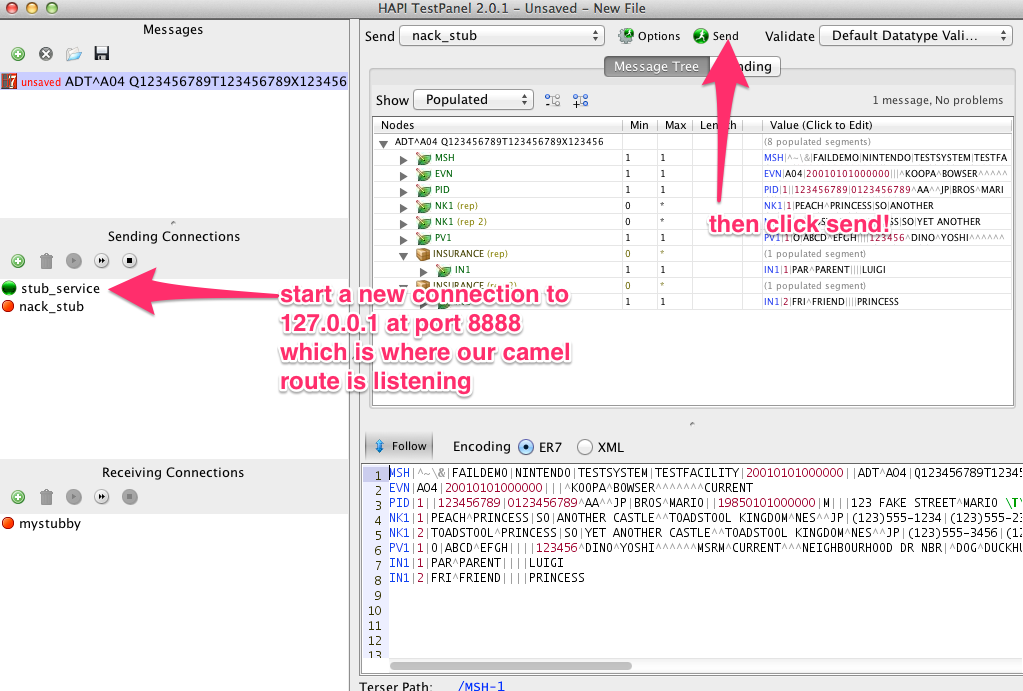 HAPI TestPanel 2.0.1 - Unsaved - New File
Messages
unsaved ADT^A04 Q123456789T123456789X123456
Sending Connections
stub_service
nack_stub
Receiving Connections
mystubby
Send nack_stub Options Send Validate Default Datatype Vali...
Message Tree
Show Populated 1 message, No problems
Nodes Min Max Value (Click to Edit)
ADT^A04 Q123456789T123456789X123456 (8 populated segments)
MSH 1 1 MSH|^~\&|FAILDEMO|NINTENDO|TESTSYSTEM|TESTFA
EVN 1 1 EVN|A04|20010101000000|||^KOOPA^BOWSER^^^^^
PID 1 1 PID|1||123456789|0123456789^AA^^JP|BROS^MARI
NK1 (rep) 0 * NK1|1|PEACH^PRINCESS|SO|ANOTHER
NK1 (rep 2) 0 * SO|YET ANOTHER
PV1 1 1 PV1|1|O|ABCD^EFGH||||123456^DINO^YOSHI^^^^^^
INSURANCE (rep) 0 * (1 populated segment)
IN1 1 1 IN1|1|PAR^PARENT||||LUIGI
INSURANCE 0 * (1 populated segment)
1 1 IN1|2|FRI^FRIEND||||PRINCESS
then click send!
start a new connection to
127.0.0.1 at port 8888
which is where our camel
route is listening
Follow Encoding ER7 XML
1 MSH|^~\&|FAILDEMO|NINTENDO|TESTSYSTEM|TESTFACILITY|20010101000000||ADT^A04|Q123456789T12345
2 EVN|A04|20010101000000|||^KOOPA^BOWSER^^^^^^^CURRENT
3 PID|1||123456789|0123456789^AA^^JP|BROS^MARIO||19850101000000|M|||123 FAKE STREET^MARIO \T
4 NK1|1|PEACH^PRINCESS|SO|ANOTHER CASTLE^^TOADSTOOL KINGDOM^NES^^JP|(123)555-1234|(123)555-2
5 NK1|2|TOADSTOOL^PRINCESS|SO|YET ANOTHER CASTLE^^TOADSTOOL KINGDOM^NES^^JP|(123)555-3456|(1
6 PV1|1|O|ABCD^EFGH||||123456^DINO^YOSHI^^^^^^MSRM^CURRENT^^^NEIGHBOURHOOD DR NBR|^DOG^DUCKHU
7 IN1|1|PAR^PARENT||||LUIGI
8 IN1|2|FRI^FRIEND||||PRINCESS
9
10
11
12
13
Terser Path: /MSH-1